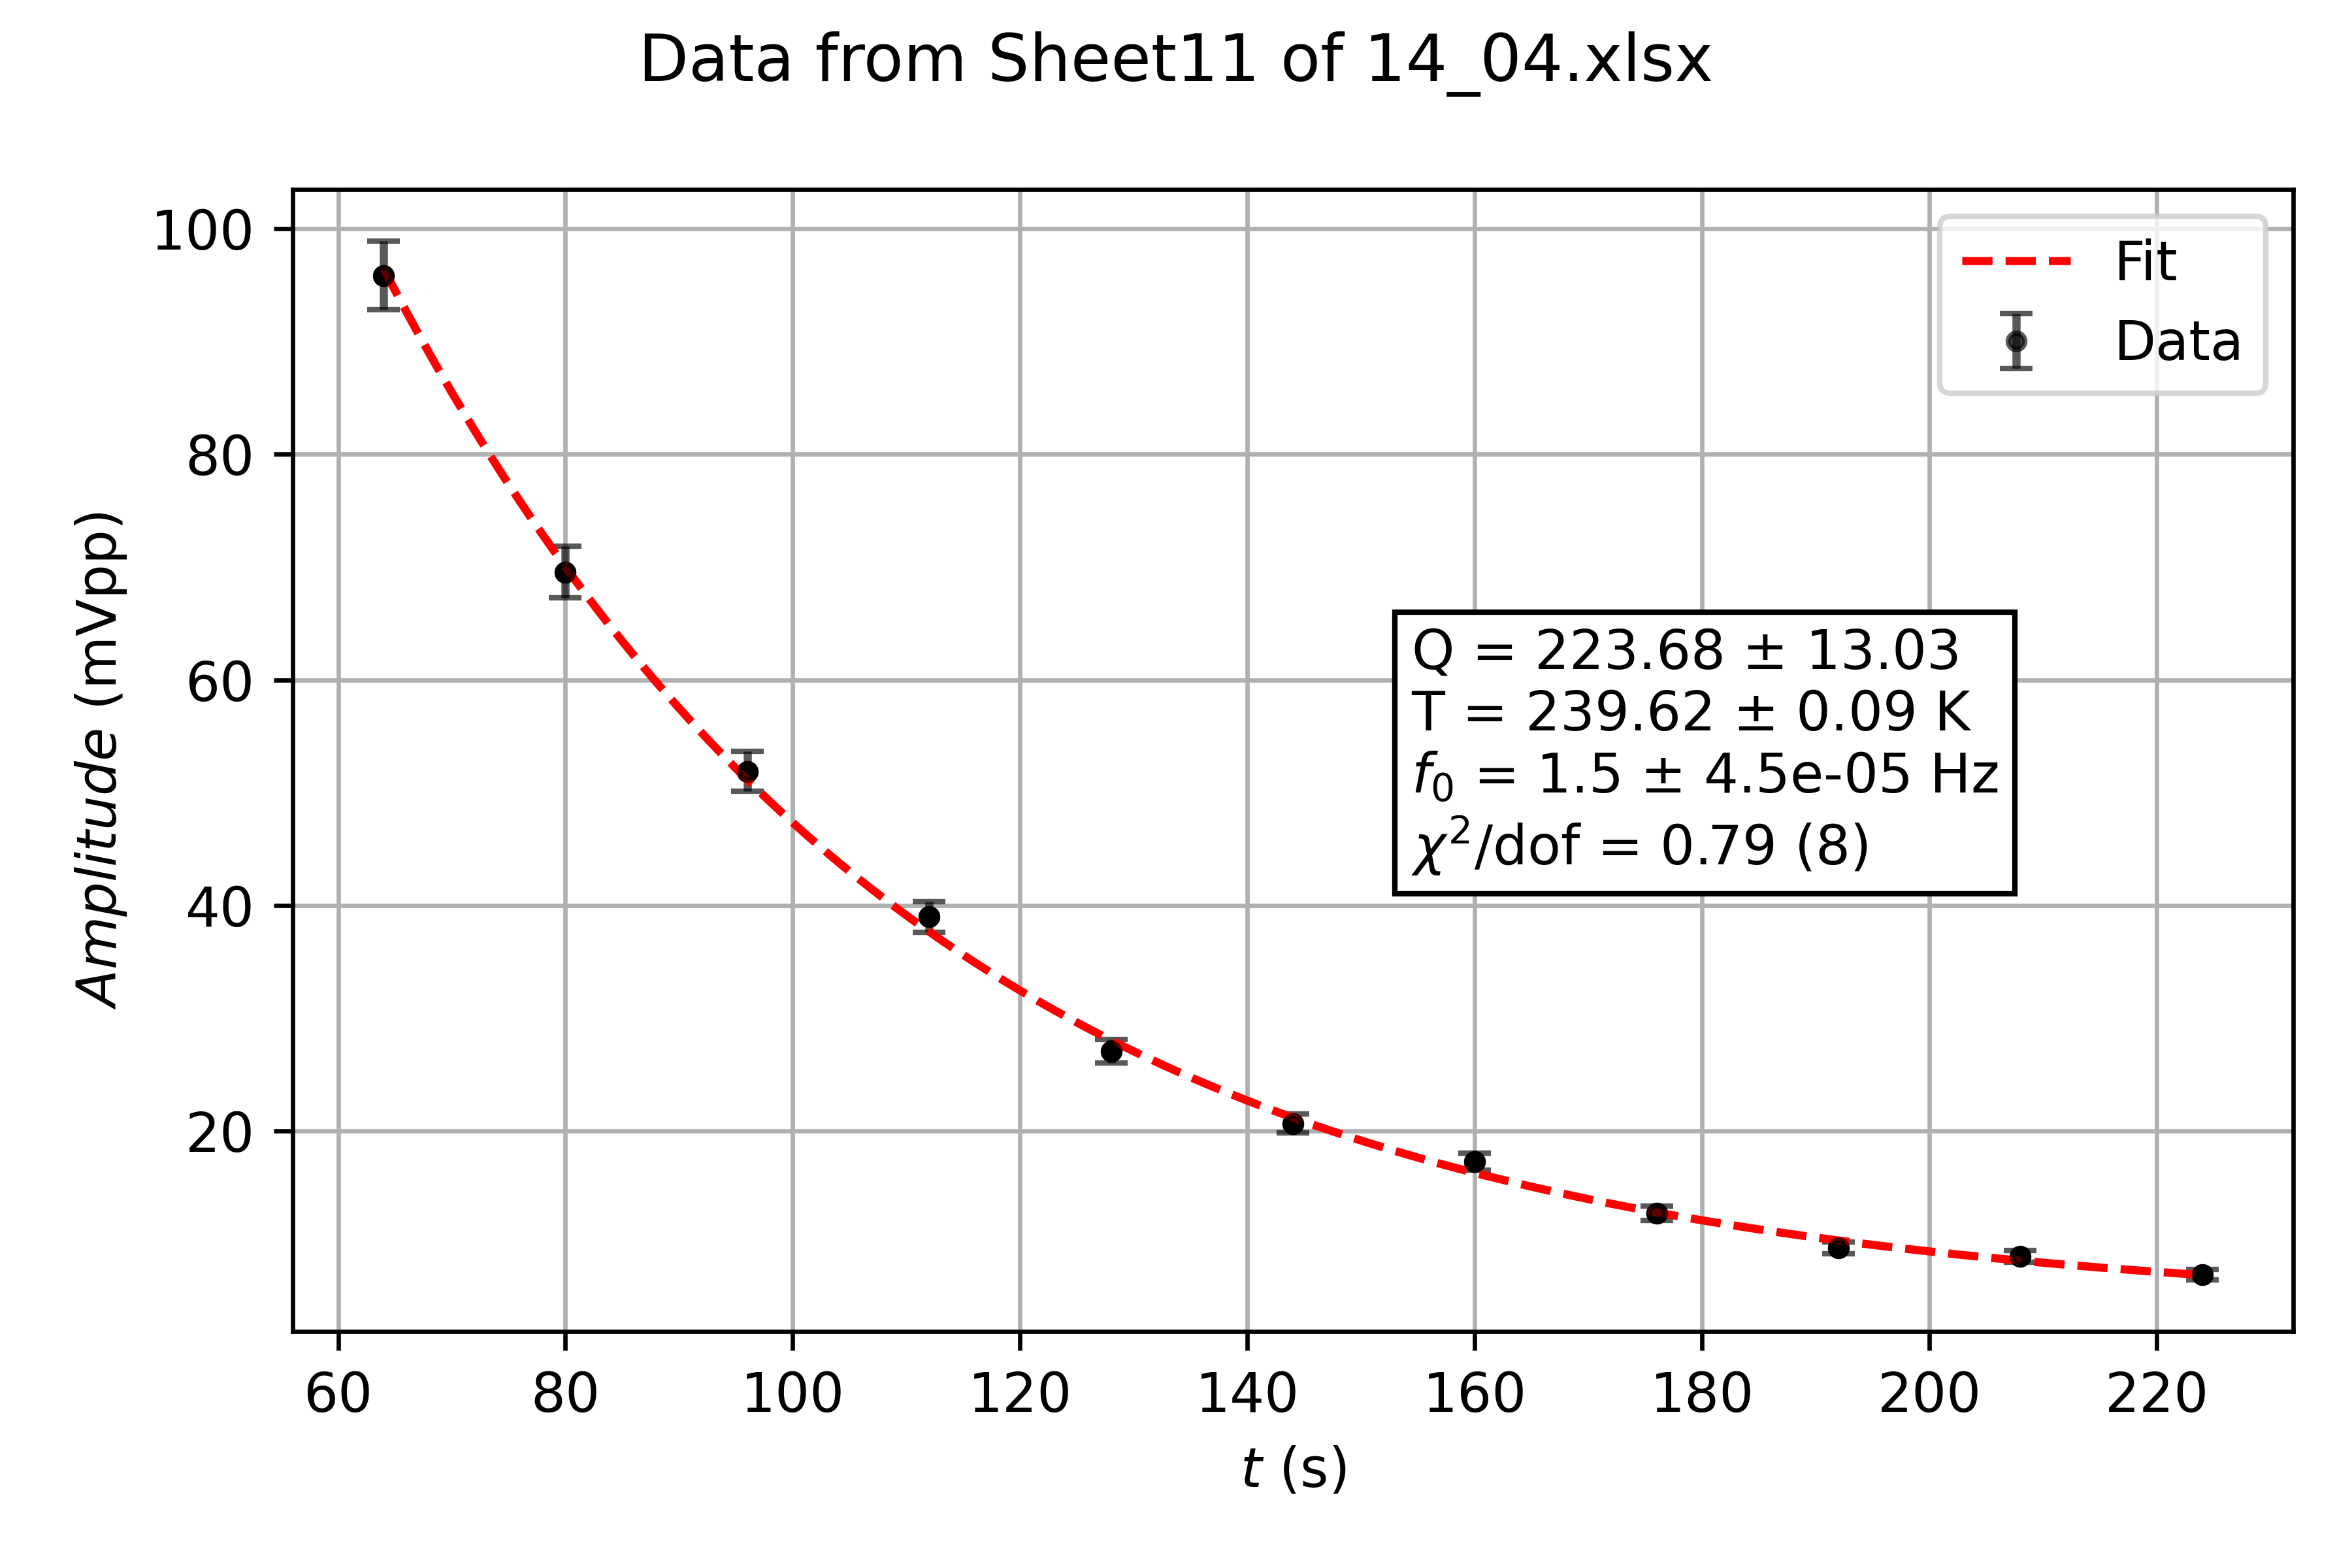 Data from Sheet11 of 14_04.xlsx
100
80
60
40
20
Amplitude (mVpp)
Fit
Data
Q = 223.68 ± 13.03
T = 239.62 ± 0.09 K
f₀ = 1.5 ± 4.5e-05 Hz
χ²/dof = 0.79 (8)
60 80 100 120 140 160 180 200 220
t (s)